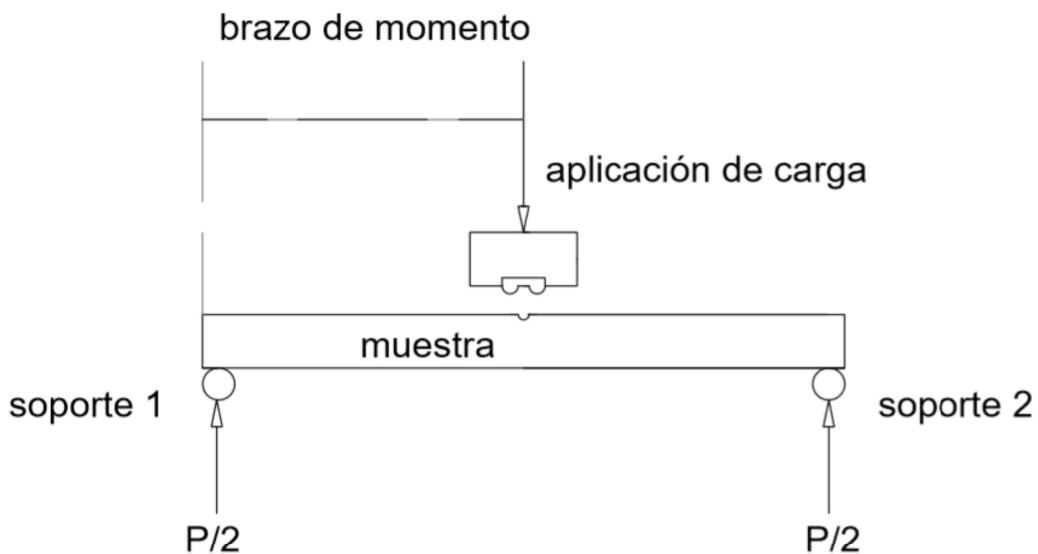 brazo de momento
aplicación de carga
muestra
soporte 1
soporte 2
P/2
P/2